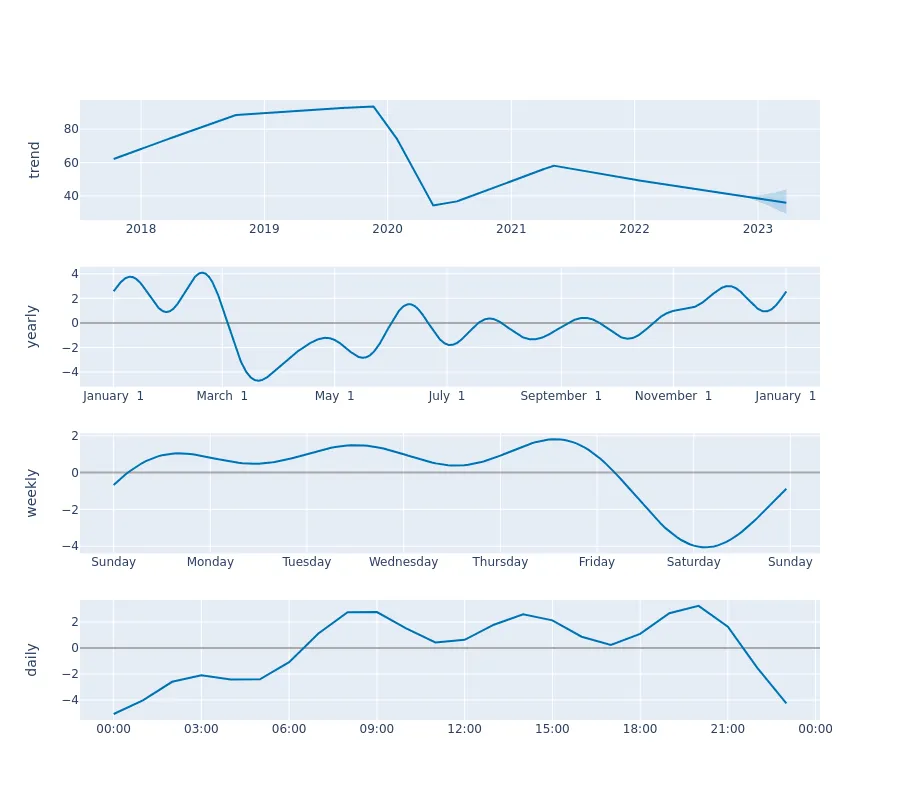 trend
80
60
40
2018 2019 2020 2021 2022 2023
yearly
4
2
0
−2
−4
January 1 March 1 May 1 July 1 September 1 November 1 January 1
weekly
2
0
−2
−4
Sunday Monday Tuesday Wednesday Thursday Friday Saturday Sunday
daily
2
0
−2
−4
00:00 03:00 06:00 09:00 12:00 15:00 18:00 21:00 00:00